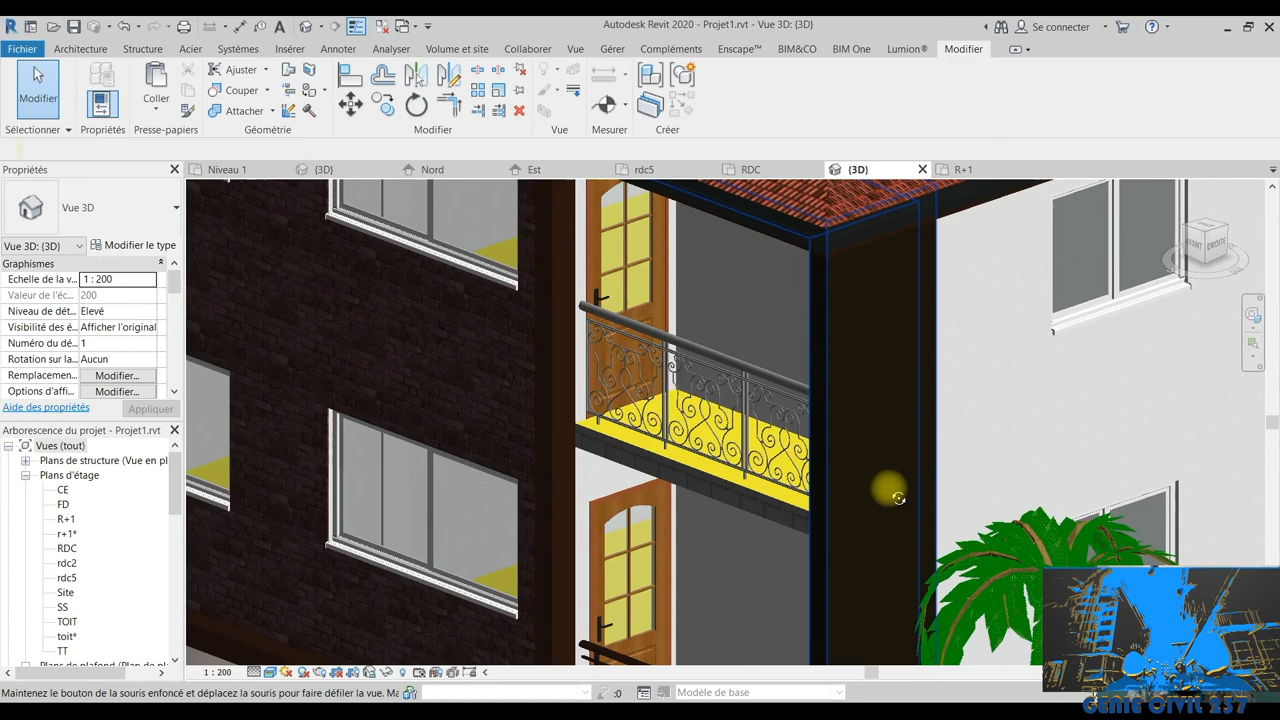 Autodesk Revit 2020 - Projet1.rvt - Vue 3D: {3D}
Se connecter
Fichier Architecture Structure Acier Systèmes Insérer Annoter Analyser Volume et site Collaborer Vue Gérer Compléments Enscape™ BIM&CO BIM One Lumion® Modifier
Modifier
Coller
Ajuster
Couper
Attacher
Sélectionner Propriétés Presse-papiers Géométrie Modifier Vue Mesurer Créer
Propriétés
Niveau 1 {3D} Nord Est rdc5 RDC {3D} R+1
Vue 3D
Vue 3D: {3D} Modifier le type
Graphismes
Echelle de la v... 1 : 200
Valeur de l'éc... 200
Niveau de dét... Elevé
Visibilité des é... Afficher l'original
Numéro du dé... 1
Rotation sur la... Aucun
Remplacemen... Modifier...
Options d'affi... Modifier...
Aide des propriétés Appliquer
Arborescence du projet - Projet1.rvt
Vues (tout)
Plans de structure (Vue en pl
Plans d'étage
CE
FD
R+1
r+1*
RDC
rdc2
rdc5
Site
SS
TOIT
toit*
TT
Plans de plafond (Plan de pl
AVANT DROITE
1 : 200
Maintenez le bouton de la souris enfoncé et déplacez la souris pour faire défiler la vue. Ma
:0
Modèle de base
GENIE CIVIL 237